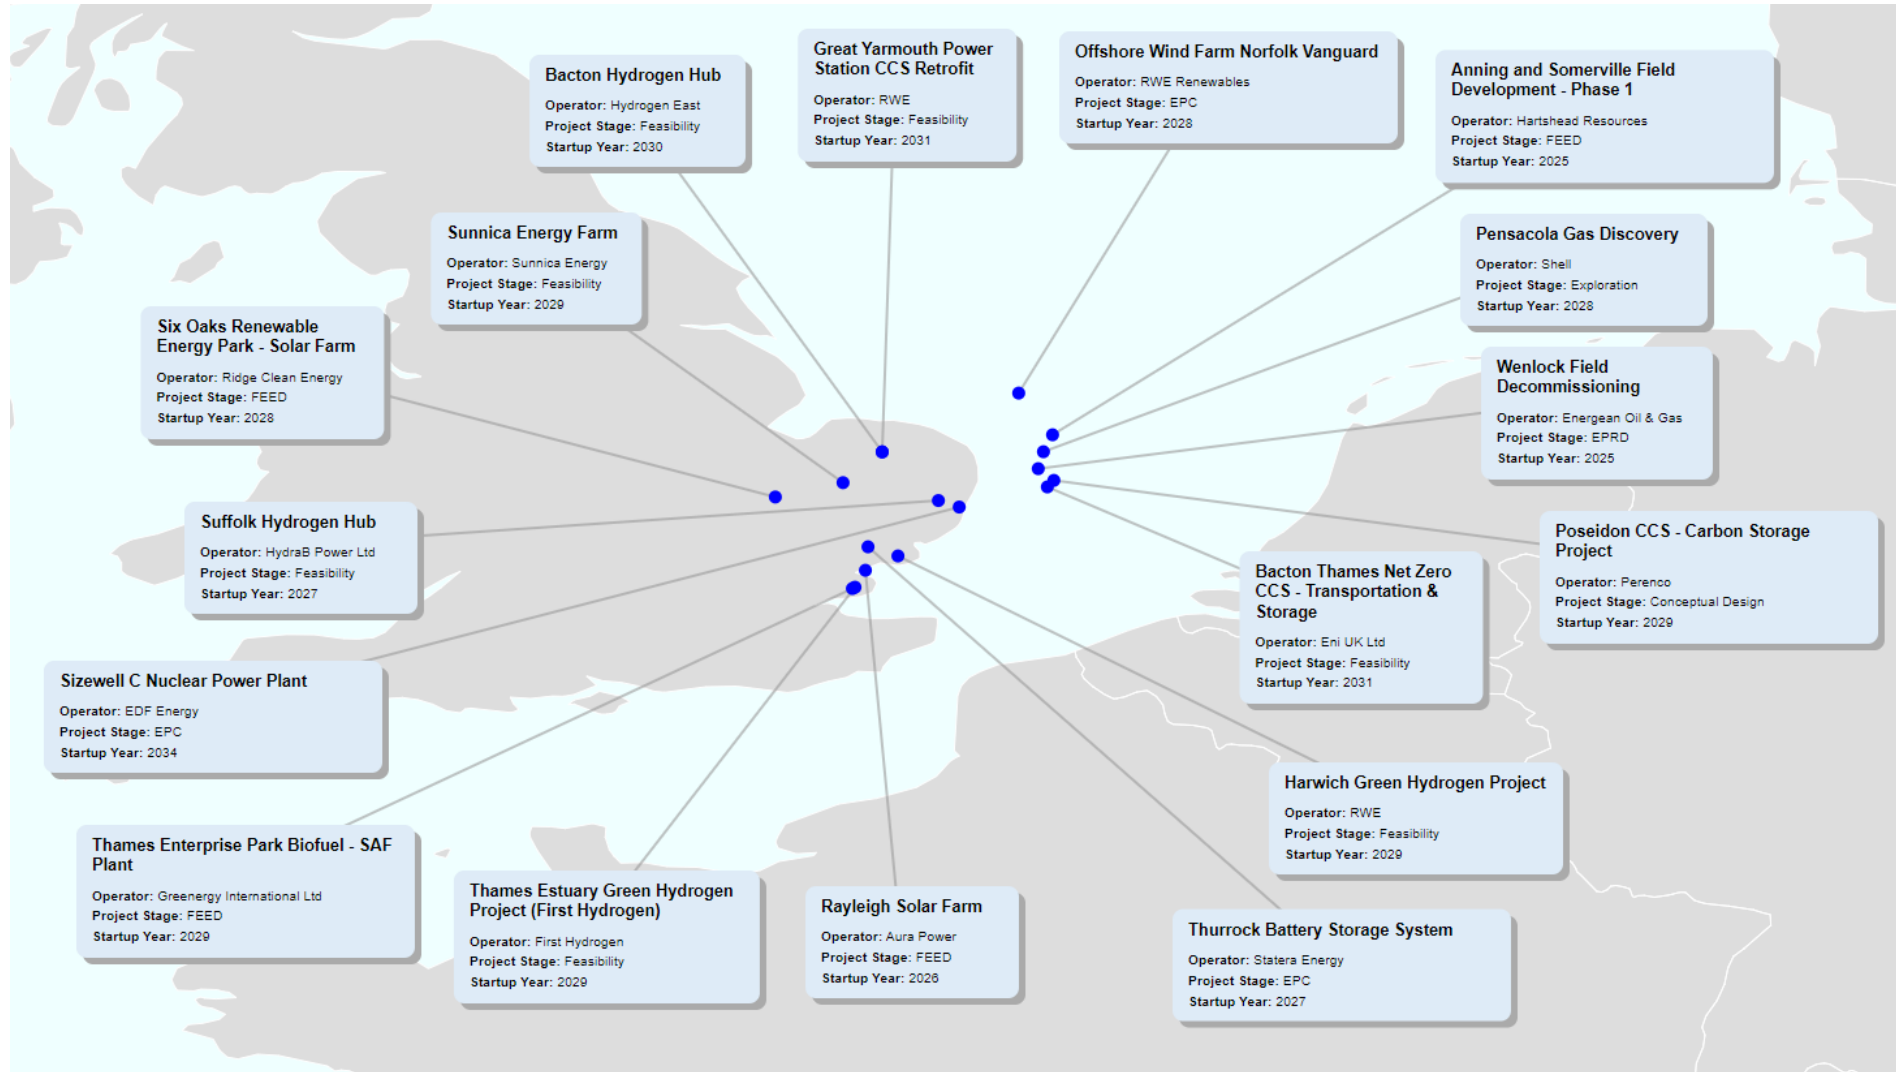 Bacton Hydrogen Hub
Operator: Hydrogen East
Project Stage: Feasibility
Startup Year: 2030
Great Yarmouth Power
Station CCS Retrofit
Operator: RWE
Project Stage: Feasibility
Startup Year: 2031
Offshore Wind Farm Norfolk Vanguard
Operator: RWE Renewables
Project Stage: EPC
Startup Year: 2028
Anning and Somerville Field
Development - Phase 1
Operator: Hartshead Resources
Project Stage: FEED
Startup Year: 2025
Sunnica Energy Farm
Operator: Sunnica Energy
Project Stage: Feasibility
Startup Year: 2029
Pensacola Gas Discovery
Operator: Shell
Project Stage: Exploration
Startup Year: 2028
Six Oaks Renewable
Energy Park - Solar Farm
Operator: Ridge Clean Energy
Project Stage: FEED
Startup Year: 2028
Wenlock Field
Decommissioning
Operator: Energean Oil & Gas
Project Stage: EPRD
Startup Year: 2025
Suffolk Hydrogen Hub
Operator: HydraB Power Ltd
Project Stage: Feasibility
Startup Year: 2027
Poseidon CCS - Carbon Storage
Project
Operator: Perenco
Project Stage: Conceptual Design
Startup Year: 2029
Bacton Thames Net Zero
CCS - Transportation &
Storage
Operator: Eni UK Ltd
Project Stage: Feasibility
Startup Year: 2031
Sizewell C Nuclear Power Plant
Operator: EDF Energy
Project Stage: EPC
Startup Year: 2034
Harwich Green Hydrogen Project
Operator: RWE
Project Stage: Feasibility
Startup Year: 2029
Thames Enterprise Park Biofuel - SAF
Plant
Operator: Greenergy International Ltd
Project Stage: FEED
Startup Year: 2029
Thames Estuary Green Hydrogen
Project (First Hydrogen)
Operator: First Hydrogen
Project Stage: Feasibility
Startup Year: 2029
Rayleigh Solar Farm
Operator: Aura Power
Project Stage: FEED
Startup Year: 2026
Thurrock Battery Storage System
Operator: Statera Energy
Project Stage: EPC
Startup Year: 2027